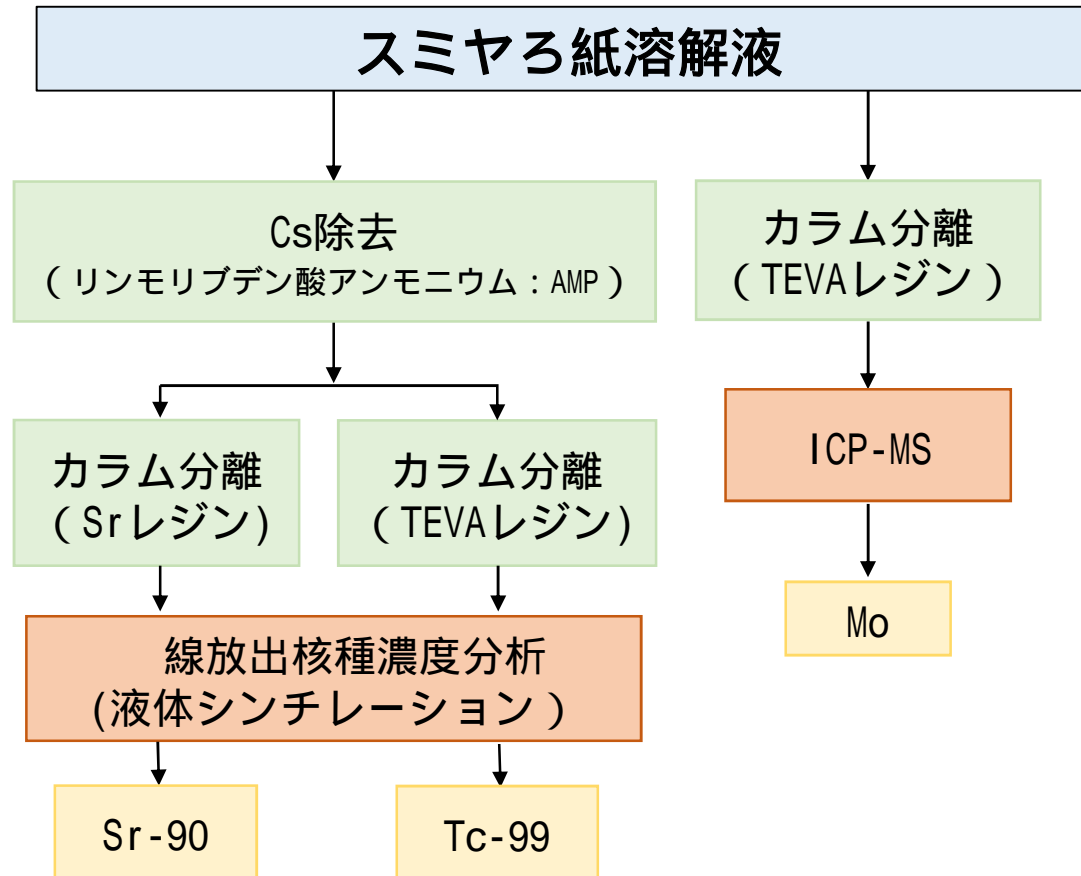 スミヤろ紙溶解液
Cs除去
（リンモリブデン酸アンモニウム：AMP）
カラム分離
（TEVAレジン）
カラム分離
（Srレジン)
カラム分離
（TEVAレジン)
ICP-MS
線放出核種濃度分析
(液体シンチレーション）
Mo
Sr-90
Tc-99